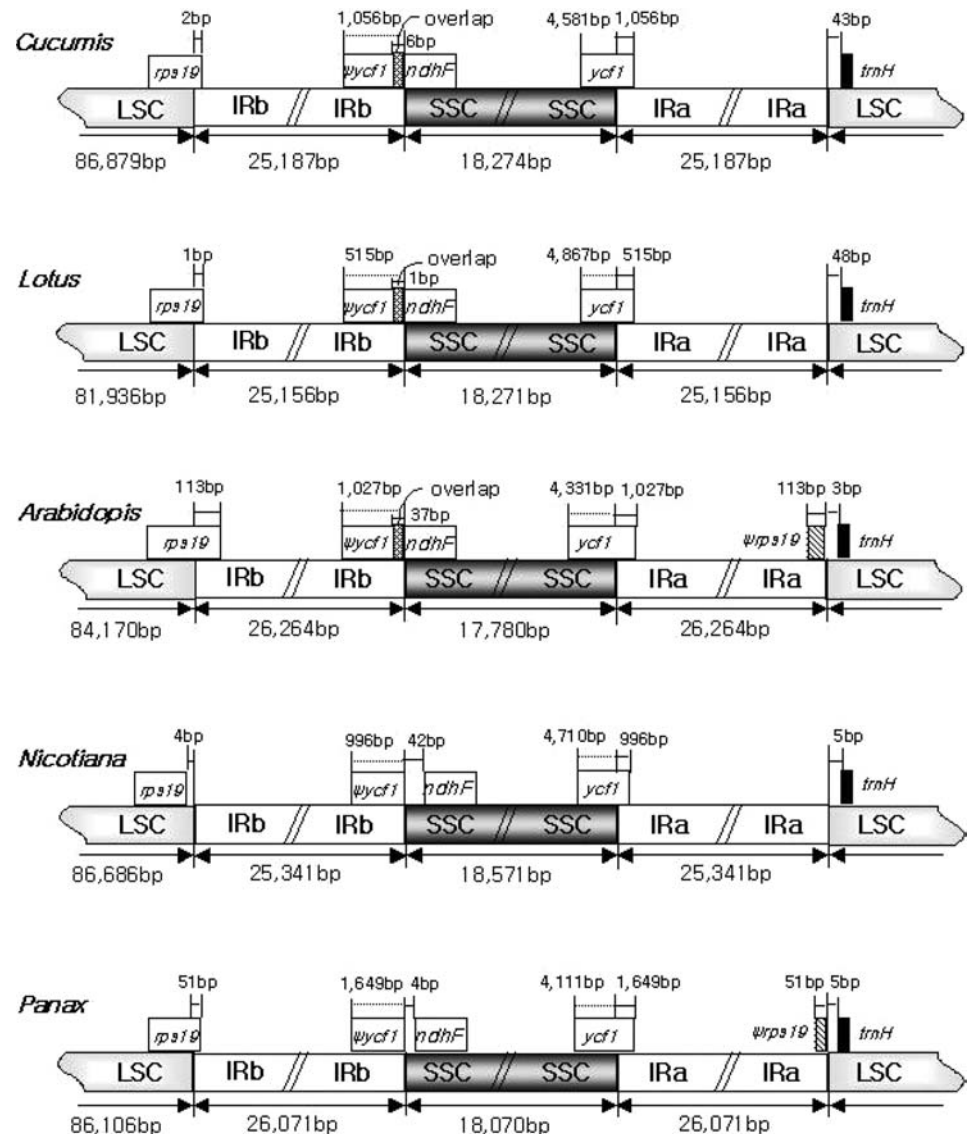 2bp 1,056bp overlap 4,581bp 1,056bp 43bp
Cucumis 6bp
rps19 ψycf1 ndhF ycf1 trnH
LSC IRb IRb SSC SSC IRa IRa LSC
86,879bp 25,187bp 18,274bp 25,187bp
1bp 515bp overlap 4,867bp 515bp 48bp
Lotus 1bp
rps19 ψycf1 ndhF ycf1 trnH
LSC IRb IRb SSC SSC IRa IRa LSC
81,936bp 25,156bp 18,271bp 25,156bp
113bp 1,027bp overlap 4,331bp 1,027bp 113bp 3bp
Arabidopis 37bp
rps19 ψycf1 ndhF ycf1 ψrps19 trnH
LSC IRb IRb SSC SSC IRa IRa LSC
84,170bp 26,264bp 17,780bp 26,264bp
4bp 996bp 42bp 4,710bp 996bp 5bp
Nicotiana
rps19 ψycf1 ndhF ycf1 trnH
LSC IRb IRb SSC SSC IRa IRa LSC
86,686bp 25,341bp 18,571bp 25,341bp
51bp 1,649bp 4bp 4,111bp 1,649bp 51bp 5bp
Panax
rps19 ψycf1 ndhF ycf1 ψrps19 trnH
LSC IRb IRb SSC SSC IRa IRa LSC
86,106bp 26,071bp 18,070bp 26,071bp